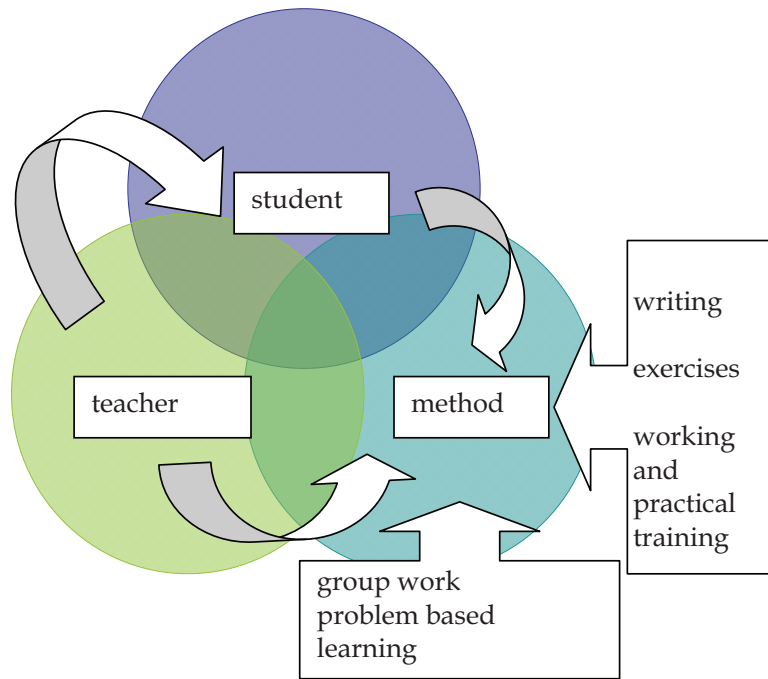 student
teacher
method
writing
exercises
working
and
practical
training
group work
problem based
learning